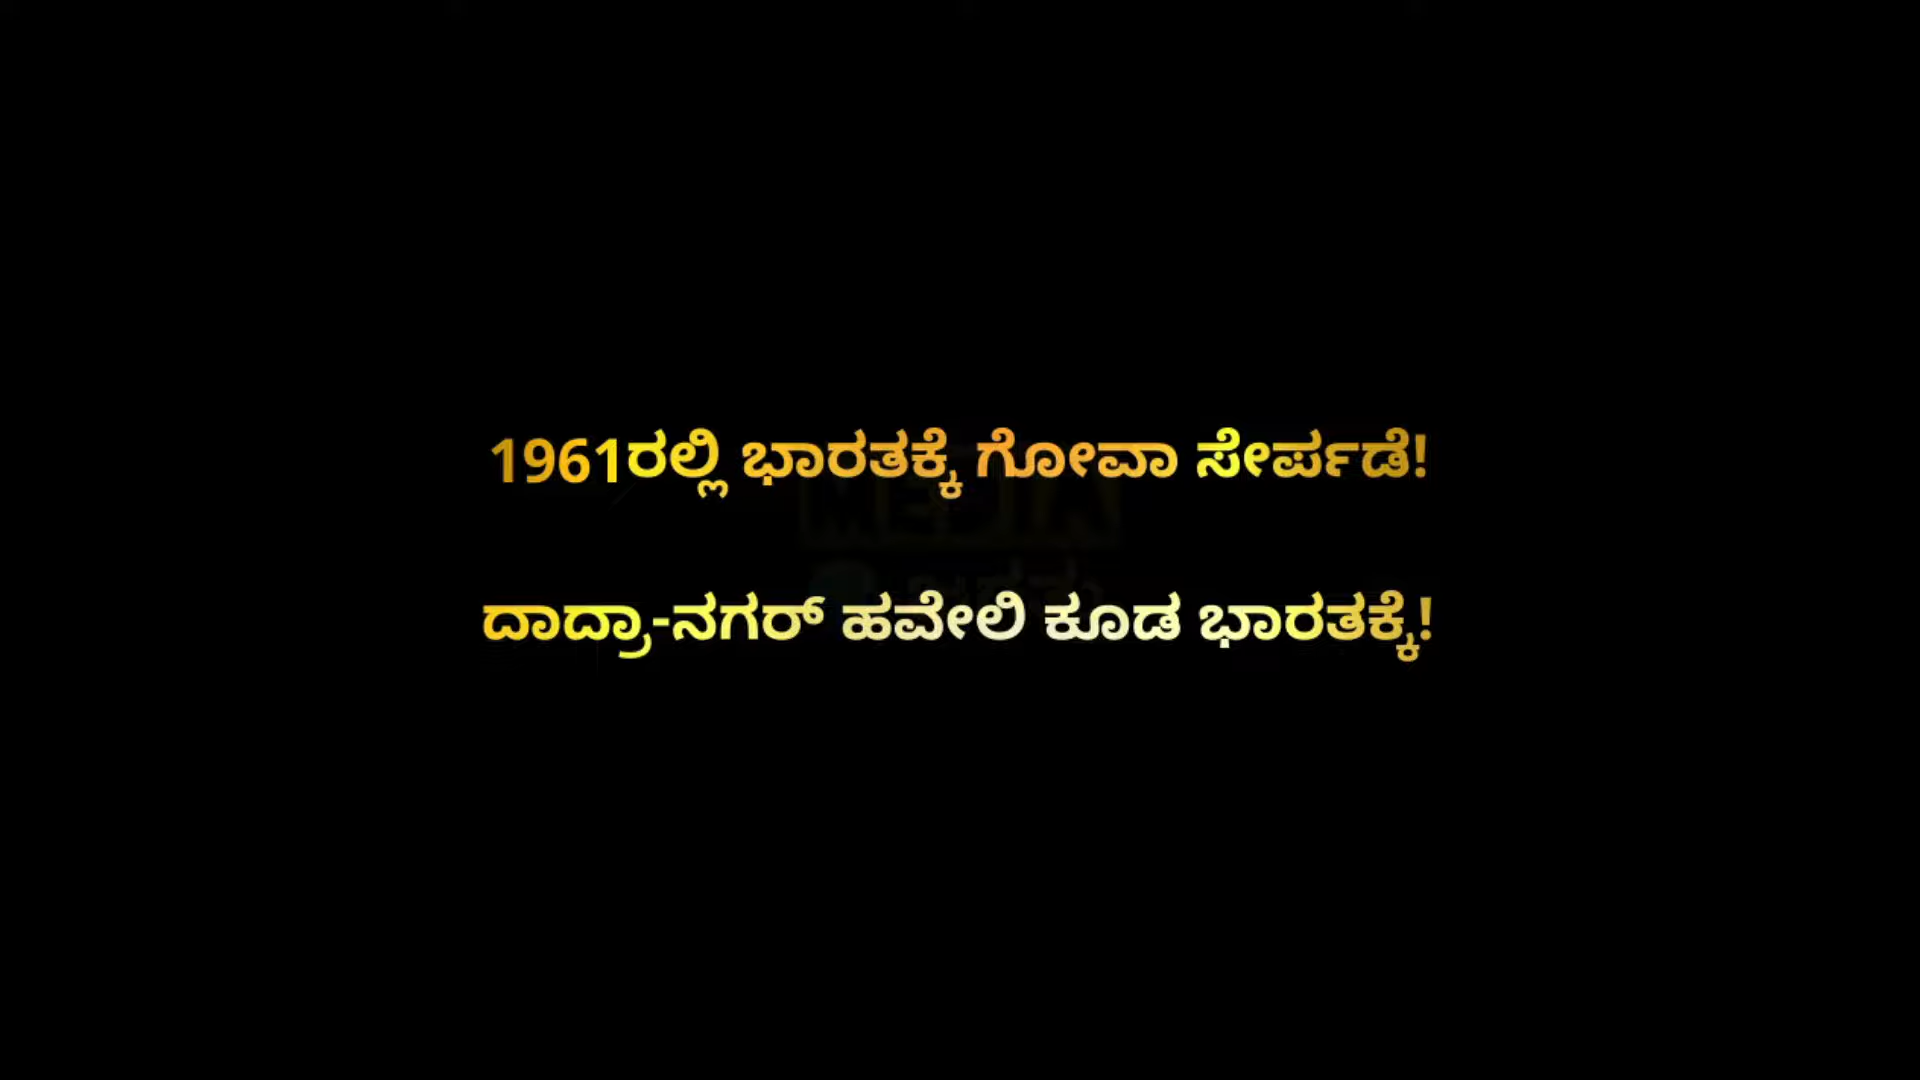 1961ರಲ್ಲಿ ಭಾರತಕ್ಕೆ ಗೋವಾ ಸೇರ್ಪಡೆ!
ದಾದ್ರಾ-ನಗರ್ ಹವೇಲಿ ಕೂಡ ಭಾರತಕ್ಕೆ!